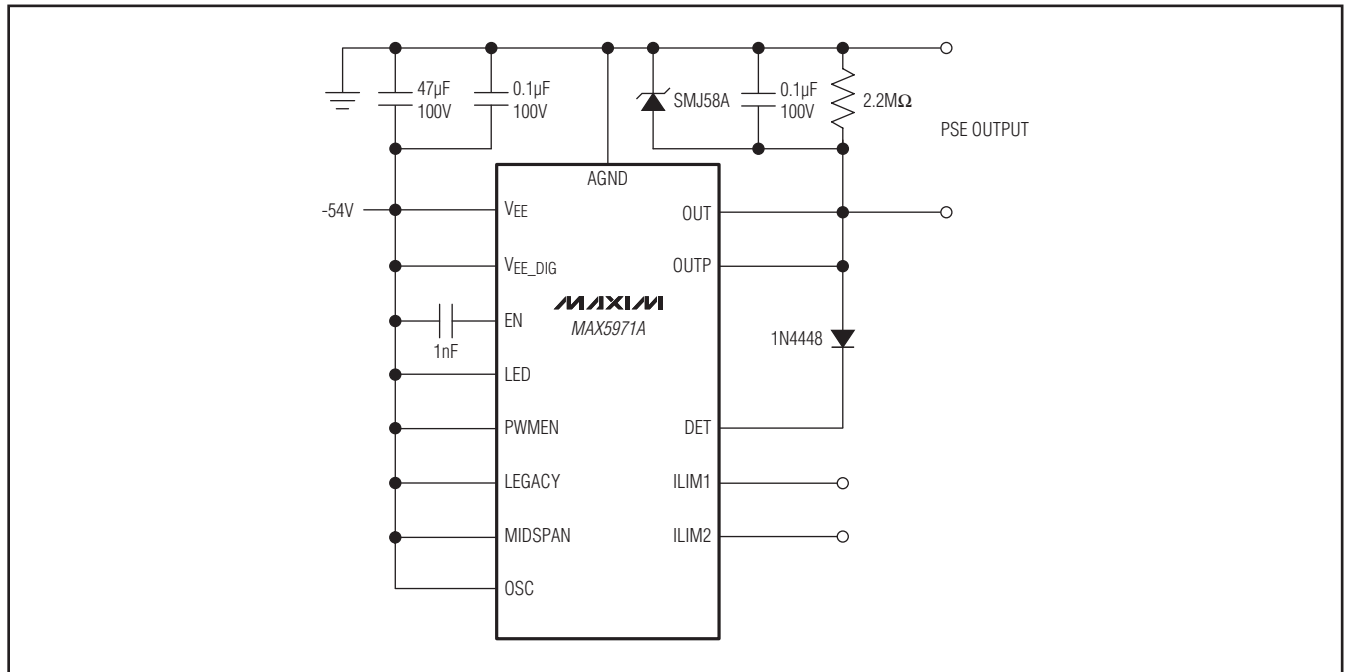 47µF
100V
0.1µF
100V
SMJ58A
0.1µF
100V
2.2MΩ
PSE OUTPUT
AGND
-54V
VEE
OUT
VEE_DIG
OUTP
MAXIM
MAX5971A
EN
1nF
1N4448
LED
PWMEN
DET
LEGACY
ILIM1
MIDSPAN
ILIM2
OSC